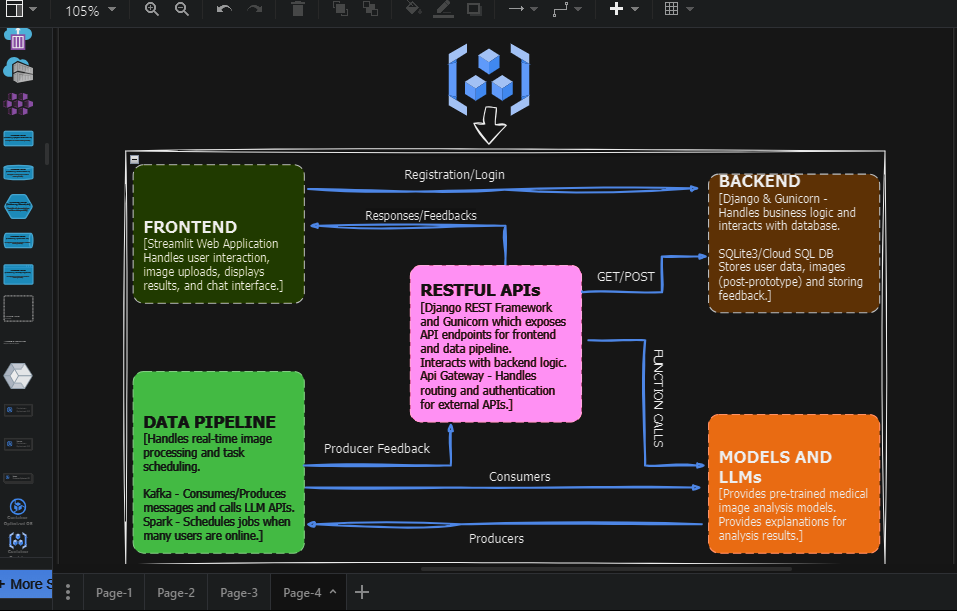 105%
Registration/Login
Responses/Feedbacks
FRONTEND
[Streamlit Web Application
Handles user interaction,
image uploads, displays
results, and chat interface.]
BACKEND
[Django & Gunicorn -
Handles business logic and
interacts with database.
SQLite3/Cloud SQL DB
Stores user data, images
(post-prototype) and storing
feedback.]
GET/POST
RESTFUL APIs
[Django REST Framework
and Gunicorn which exposes
API endpoints for frontend
and data pipeline.
Interacts with backend logic.
Api Gateway - Handles
routing and authentication
for external APIs.]
FUNCTION CALLS
DATA PIPELINE
[Handles real-time image
processing and task
scheduling.
Kafka - Consumes/Produces
messages and calls LLM APIs.
Spark - Schedules jobs when
many users are online.]
Producer Feedback
Consumers
Producers
MODELS AND
LLMs
[Provides pre-trained medical
image analysis models.
Provides explanations for
analysis results.]
+ More S
Page-1
Page-2
Page-3
Page-4